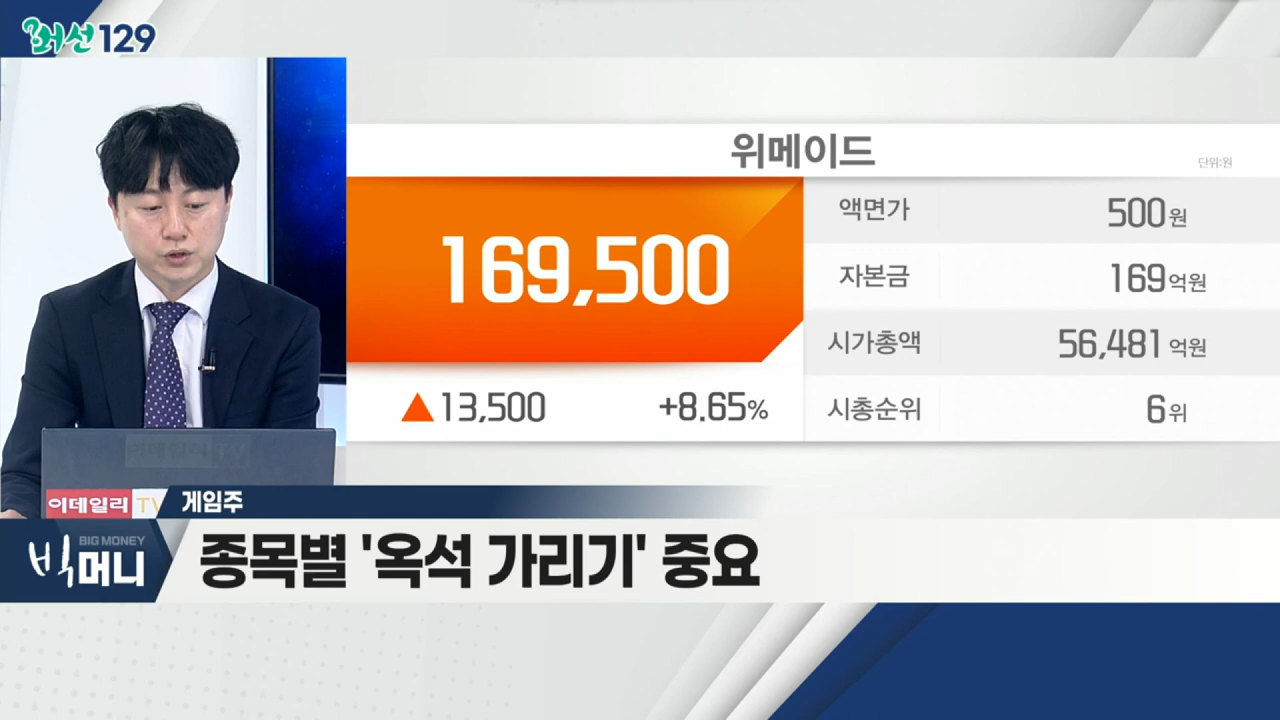 머선129
위메이드
단위:원
169,500
▲13,500 +8.65%
액면가 500원
자본금 169억원
시가총액 56,481억원
시총순위 6위
이데일리 TV
게임주
BIG MONEY
빅머니
종목별 '옥석 가리기' 중요